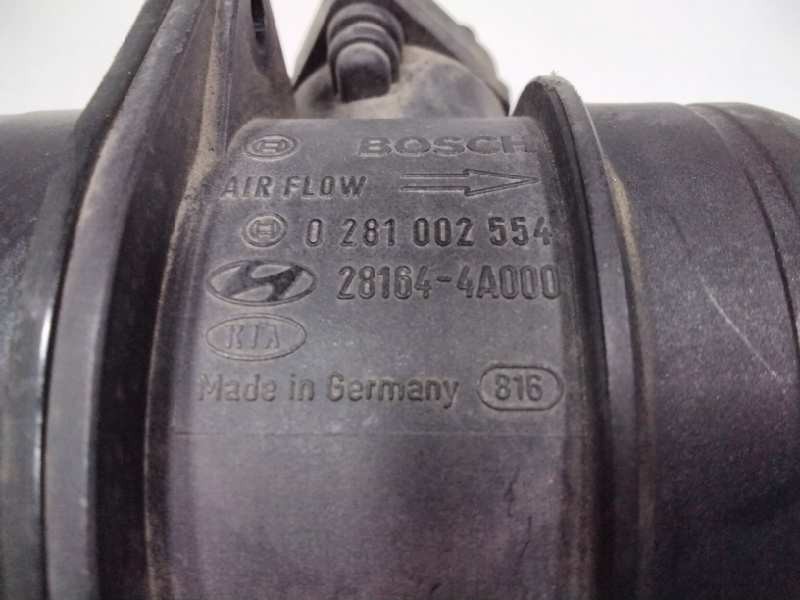 BOSCH
AIR FLOW
0 281 002 554
28164-4A000
KIA
Made in Germany 816